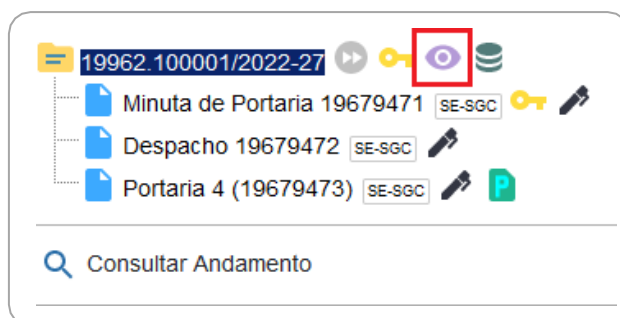 19962.100001/2022-27
Minuta de Portaria 19679471 SE-SGC
Despacho 19679472 SE-SGC
Portaria 4 (19679473) SE-SGC P
Consultar Andamento